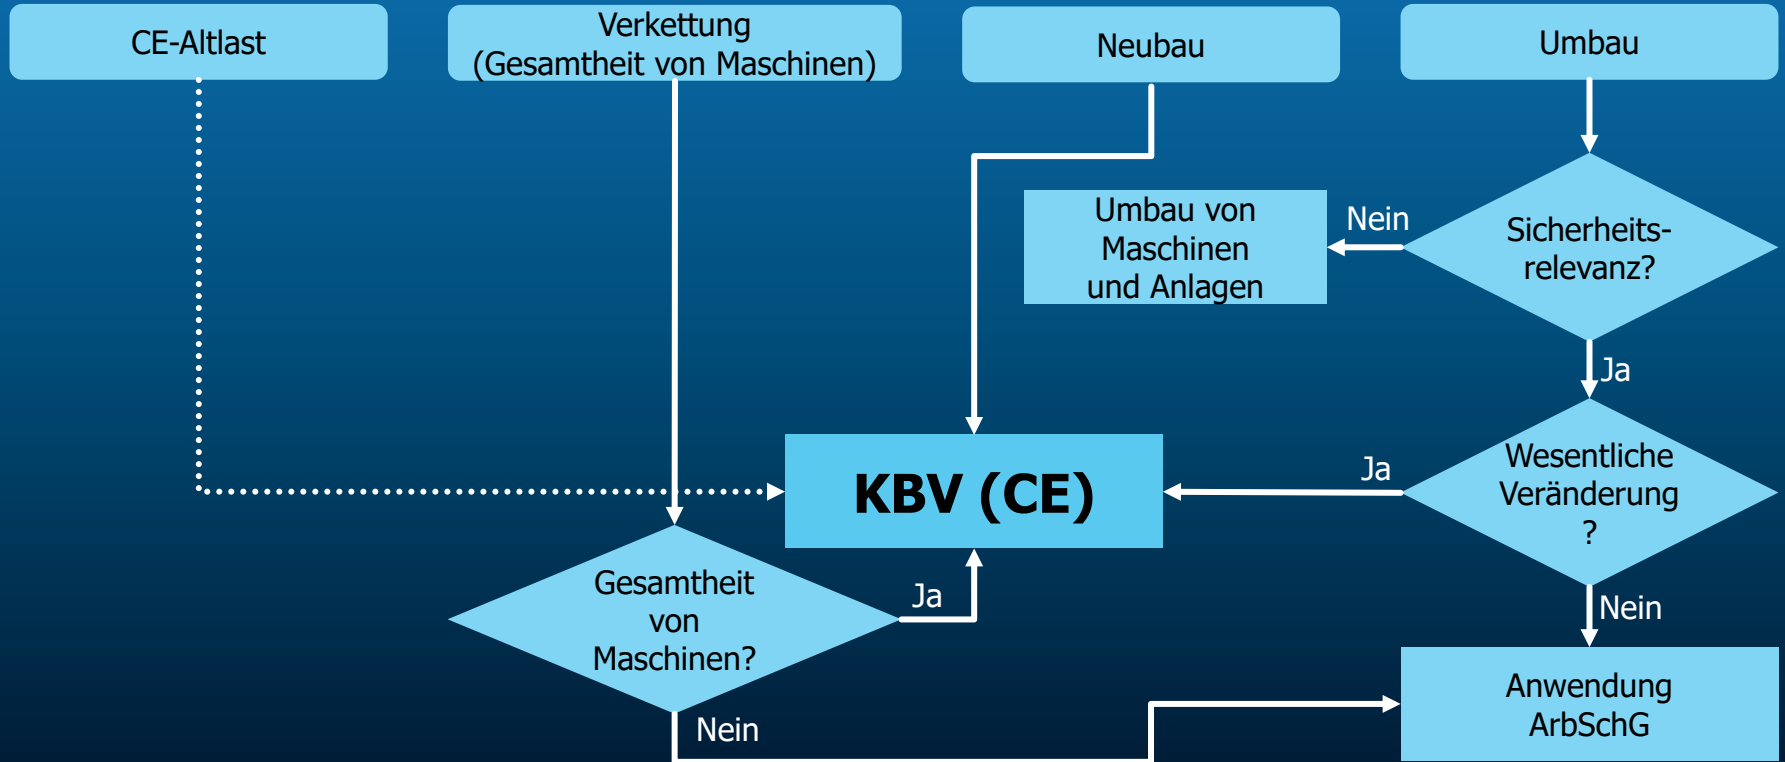 CE-Altlast
Verkettung
(Gesamtheit von Maschinen)
Neubau
Umbau
Umbau von
Maschinen
und Anlagen
Nein
Sicherheits-
relevanz?
Ja
KBV (CE)
Ja
Wesentliche
Veränderung
?
Gesamtheit
von
Maschinen?
Ja
Nein
Nein
Anwendung
ArbSchG